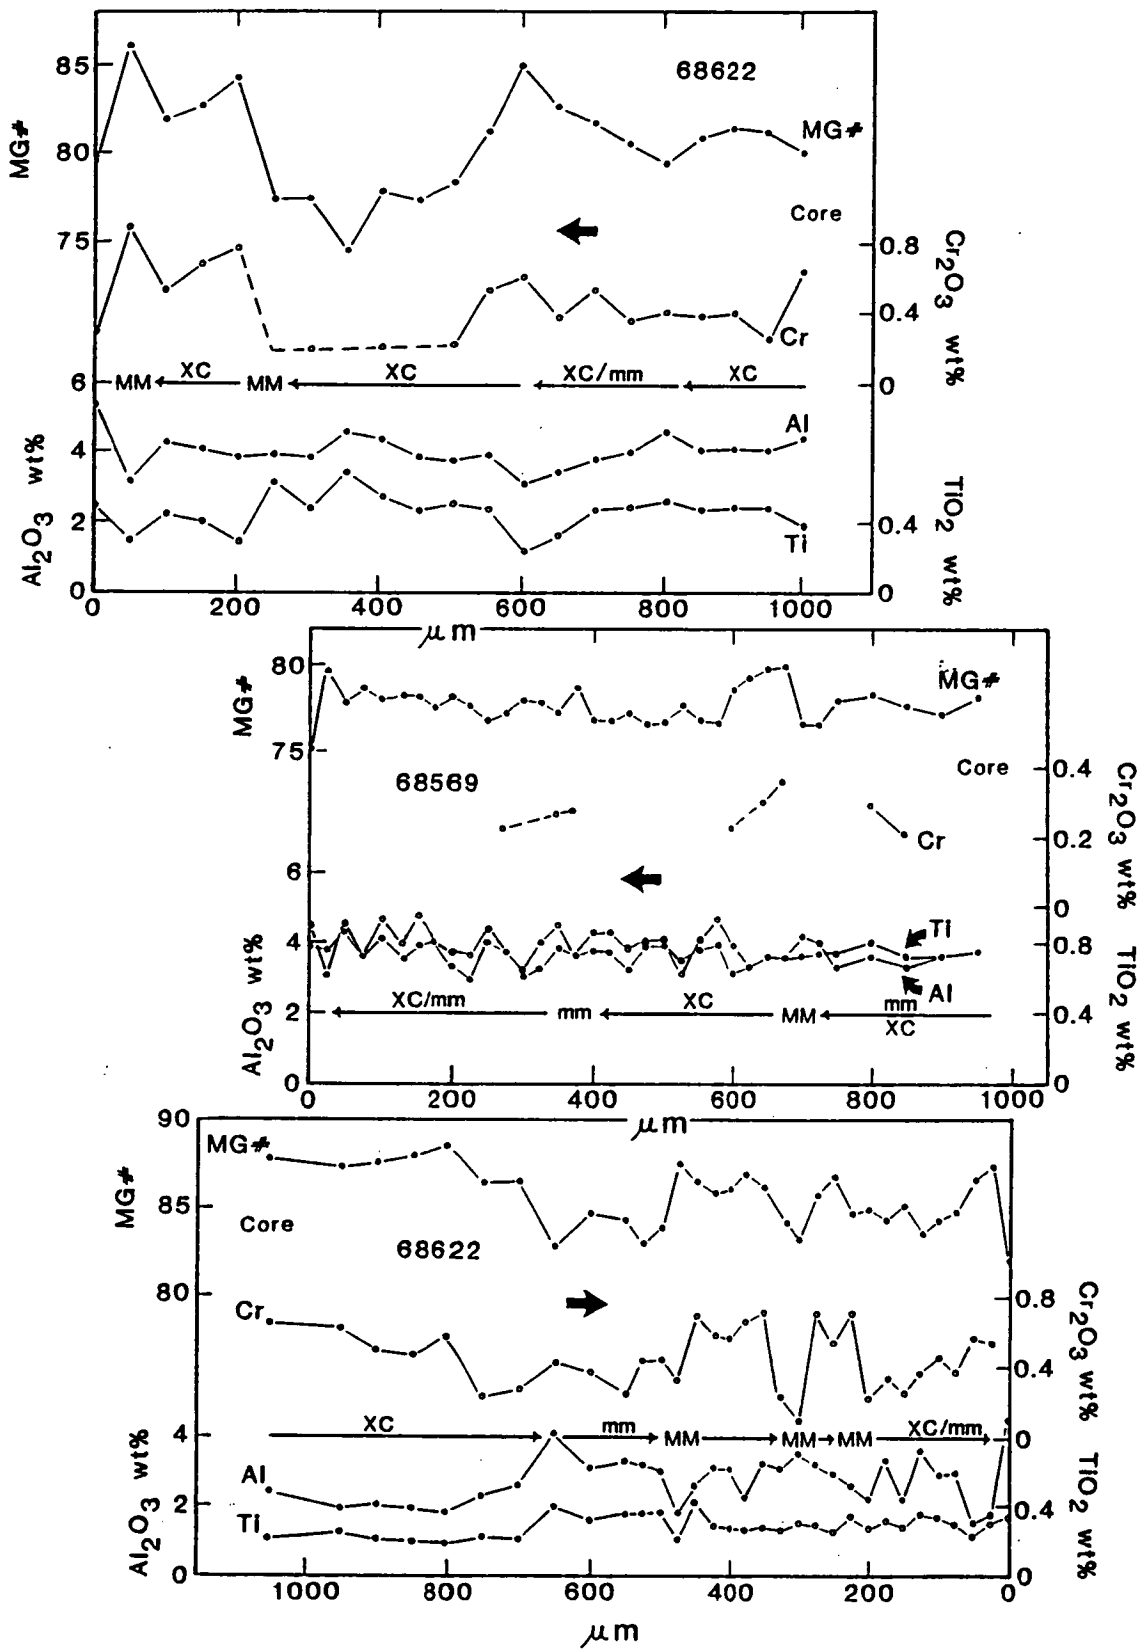 85
80
75
MG#
68622
MG#
Core
0.8
0.4
0
Cr₂O₃ wt%
Cr
MM XC MM XC XC/mm XC
6
4
2
0
Al₂O₃ wt%
Al
Ti
0.4
0
TiO₂ wt%
0 200 400 600 800 1000
μm
80
75
MG#
MG#
68569
Core
0.4
0.2
0
Cr₂O₃ wt%
Cr
6
4
2
0
Al₂O₃ wt%
Ti
Al
XC/mm mm XC MM mm
XC
0.8
0.4
0
TiO₂ wt%
0 200 400 600 800 1000
μm
90
85
80
MG#
MG#
Core
68622
Cr
0.8
0.4
0
Cr₂O₃ wt%
XC mm MM MM MM XC/mm
4
2
0
Al₂O₃ wt%
Al
Ti
0.4
0
TiO₂ wt%
1000 800 600 400 200 0
μm